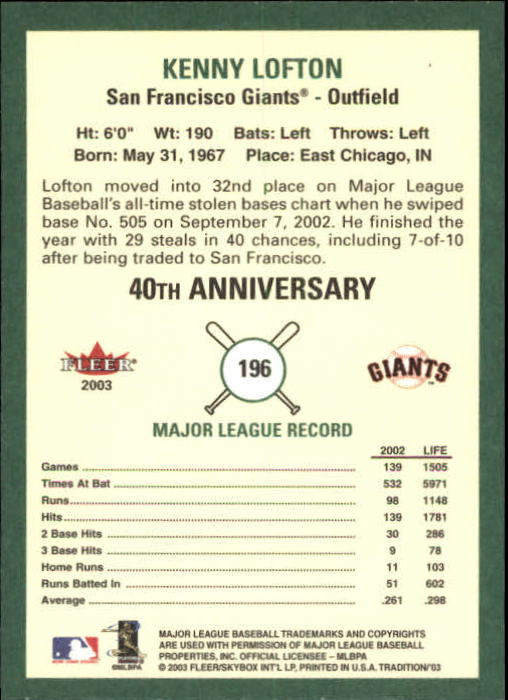 KENNY LOFTON
San Francisco Giants® - Outfield
Ht: 6'0" Wt: 190 Bats: Left Throws: Left
Born: May 31, 1967 Place: East Chicago, IN
Lofton moved into 32nd place on Major League
Baseball's all-time stolen bases chart when he swiped
base No. 505 on September 7, 2002. He finished the
year with 29 steals in 40 chances, including 7-of-10
after being traded to San Francisco.
40TH ANNIVERSARY
FLEER®
2003
196
GIANTS™
MAJOR LEAGUE RECORD
2002 LIFE
Games 139 1505
Times At Bat 532 5971
Runs 98 1148
Hits 139 1781
2 Base Hits 30 286
3 Base Hits 9 78
Home Runs 11 103
Runs Batted In 51 602
Average .261 .298
©MLBPA
MAJOR LEAGUE BASEBALL TRADEMARKS AND COPYRIGHTS
ARE USED WITH PERMISSION OF MAJOR LEAGUE BASEBALL
PROPERTIES, INC. OFFICIAL LICENSEE - MLBPA
© 2003 FLEER/SKYBOX INT'L LP, PRINTED IN U.S.A. TRADITION/'03